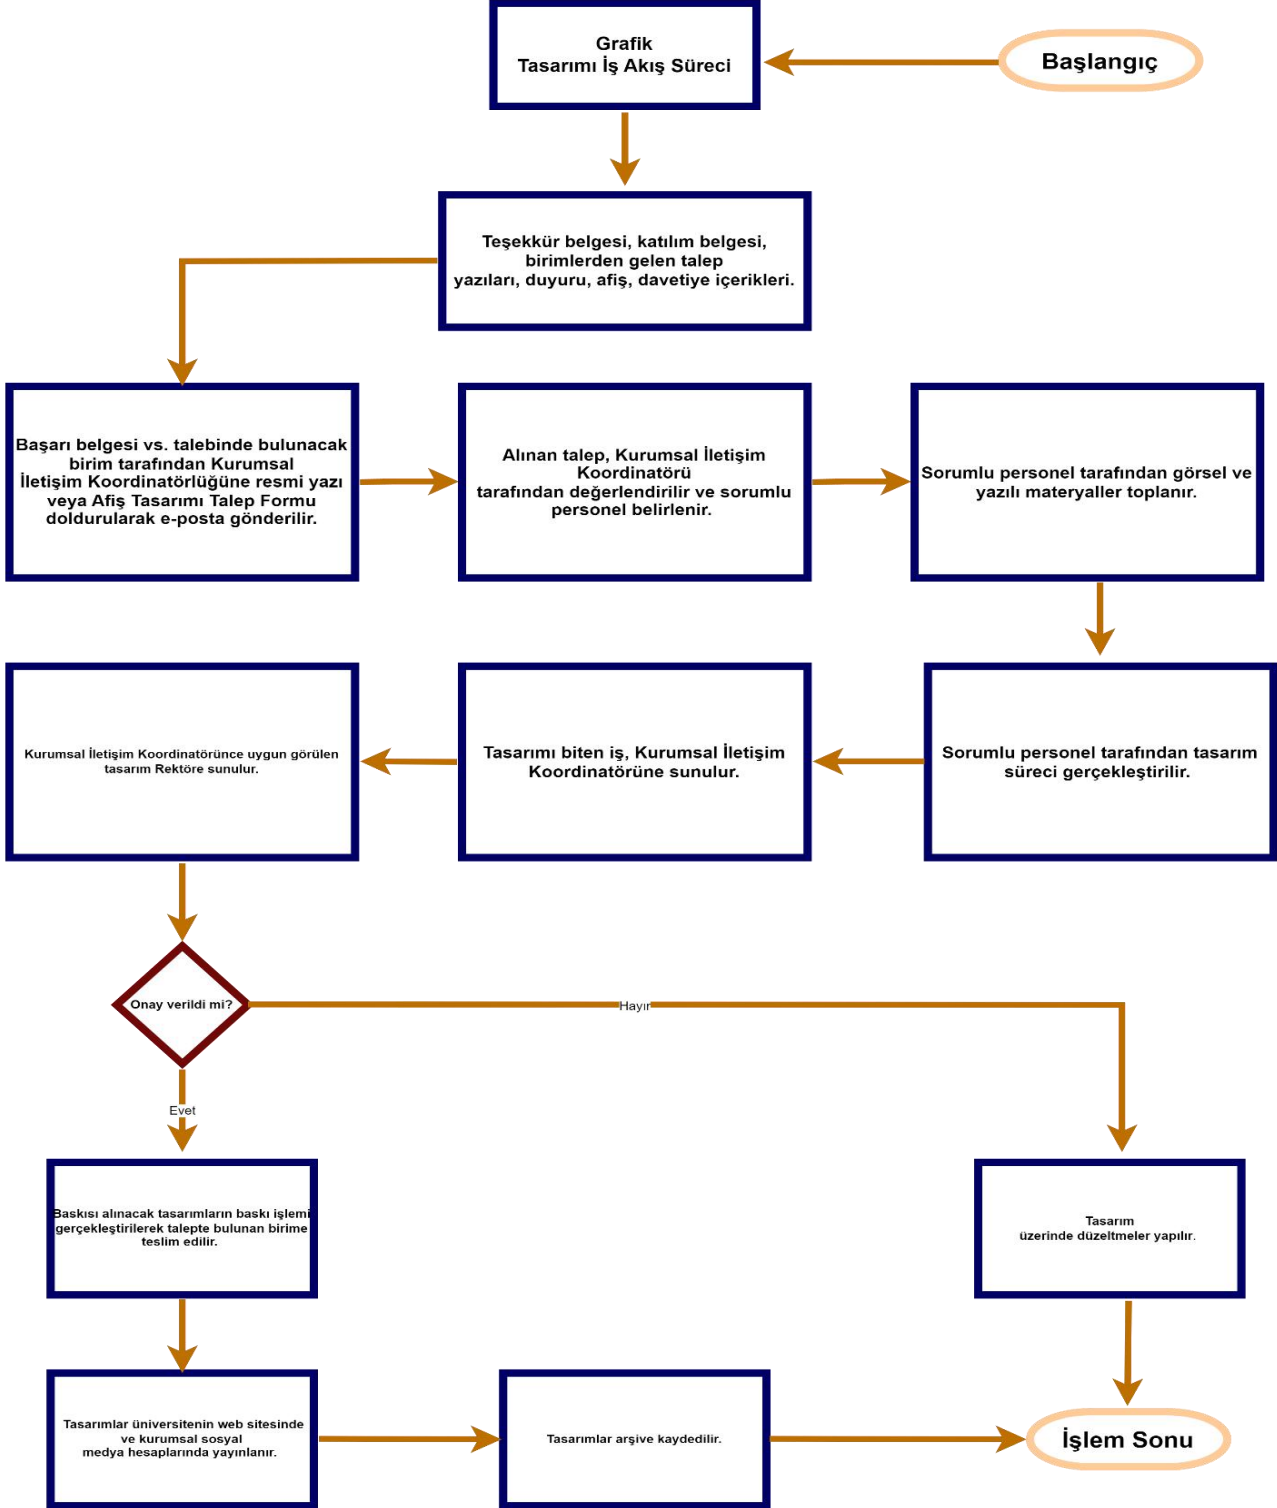 Grafik
Tasarımı İş Akış Süreci
Başlangıç
Teşekkür belgesi, katılım belgesi,
birimlerden gelen talep
yazıları, duyuru, afiş, davetiye içerikleri.
Başarı belgesi vs. talebinde bulunacak
birim tarafından Kurumsal
İletişim Koordinatörlüğüne resmi yazı
veya Afiş Tasarımı Talep Formu
doldurularak e-posta gönderilir.
Alınan talep, Kurumsal İletişim
Koordinatörü
tarafından değerlendirilir ve sorumlu
personel belirlenir.
Sorumlu personel tarafından görsel ve
yazılı materyaller toplanır.
Sorumlu personel tarafından tasarım
süreci gerçekleştirilir.
Tasarımı biten iş, Kurumsal İletişim
Koordinatörüne sunulur.
Kurumsal İletişim Koordinatörünce uygun görülen
tasarım Rektöre sunulur.
Onay verildi mi?
Hayır
Evet
Baskısı alınacak tasarımların baskı işlemi
gerçekleştirilerek talepte bulunan birime
teslim edilir.
Tasarım
üzerinde düzeltmeler yapılır.
Tasarımlar üniversitenin web sitesinde
ve kurumsal sosyal
medya hesaplarında yayınlanır.
Tasarımlar arşive kaydedilir.
İşlem Sonu